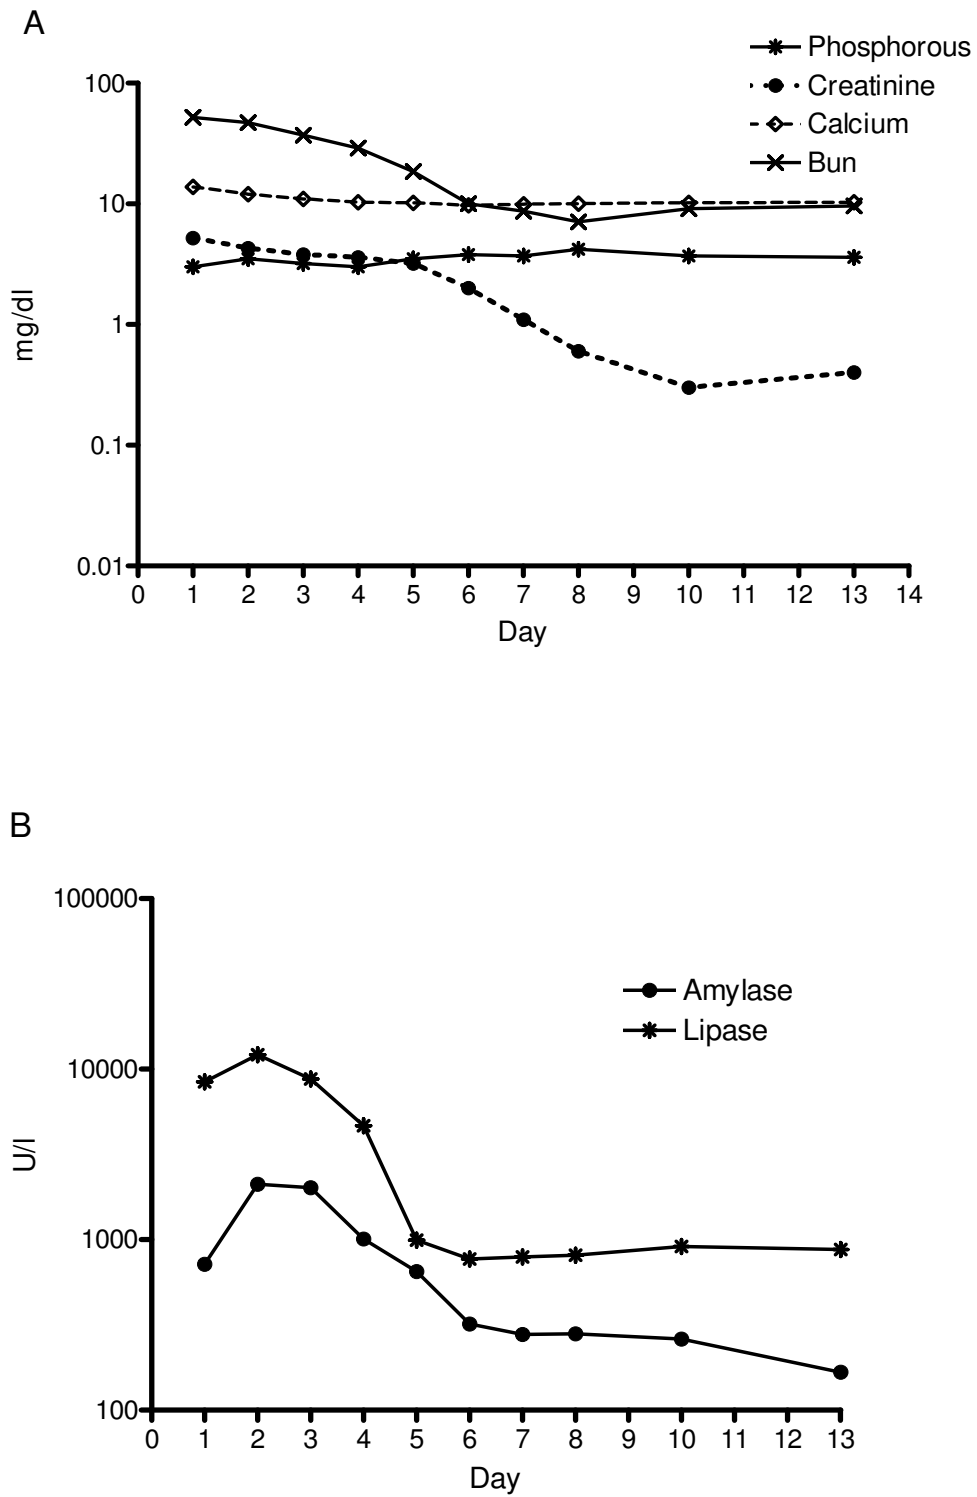 A
Phosphorous
Creatinine
Calcium
Bun
100
10
1
0.1
0.01
mg/dl
0 1 2 3 4 5 6 7 8 9 10 11 12 13 14
Day
B
Amylase
Lipase
100000
10000
1000
100
U/l
0 1 2 3 4 5 6 7 8 9 10 11 12 13
Day